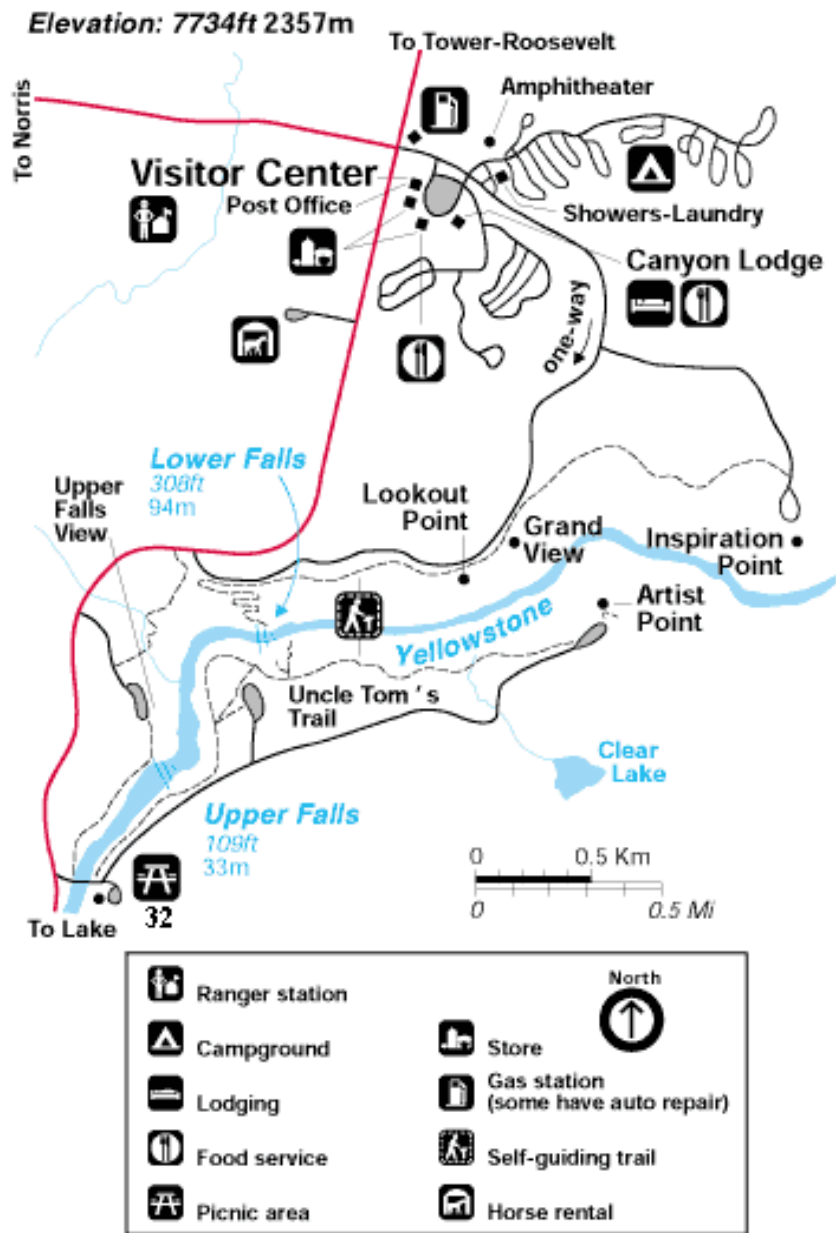 Elevation: 7734ft 2357m
To Tower-Roosevelt
To Norris
Amphitheater
Visitor Center
Post Office
Showers-Laundry
Canyon Lodge
one-way
Lower Falls
308ft
94m
Upper
Falls
View
Lookout
Point
Grand
View
Inspiration
Point
Artist
Point
Yellowstone
Uncle Tom's
Trail
Clear
Lake
Upper Falls
109ft
33m
32
To Lake
0 0.5 Km
0 0.5 Mi
North
Ranger station
Campground
Lodging
Food service
Picnic area
Store
Gas station
(some have auto repair)
Self-guiding trail
Horse rental